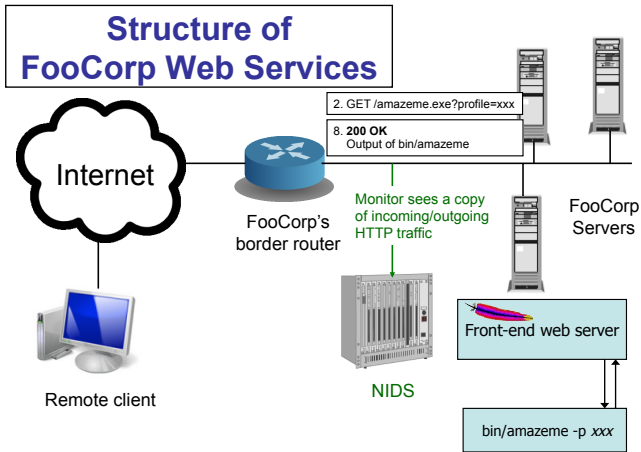 Structure of
FooCorp Web Services
2. GET /amazeme.exe?profile=xxx
8. 200 OK
Output of bin/amazeme
Internet
FooCorp's
border router
Monitor sees a copy
of incoming/outgoing
HTTP traffic
FooCorp
Servers
Remote client
NIDS
Front-end web server
bin/amazeme -p xxx